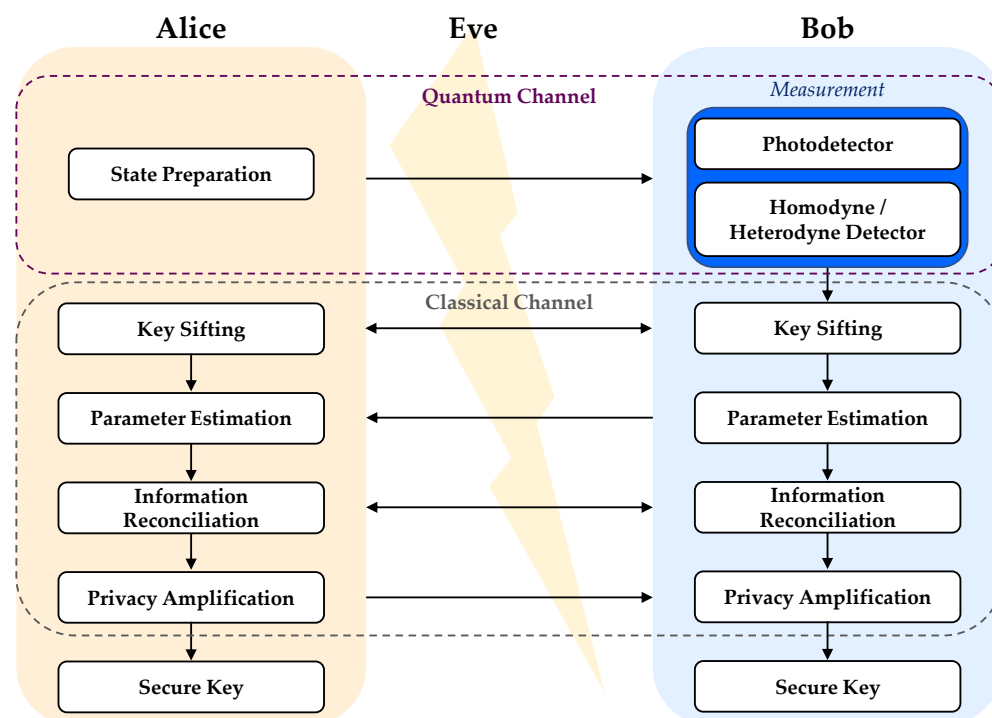 Alice
Eve
Bob
Quantum Channel
Measurement
State Preparation
Photodetector
Homodyne /
Heterodyne Detector
Classical Channel
Key Sifting
Key Sifting
Parameter Estimation
Parameter Estimation
Information
Reconciliation
Information
Reconciliation
Privacy Amplification
Privacy Amplification
Secure Key
Secure Key